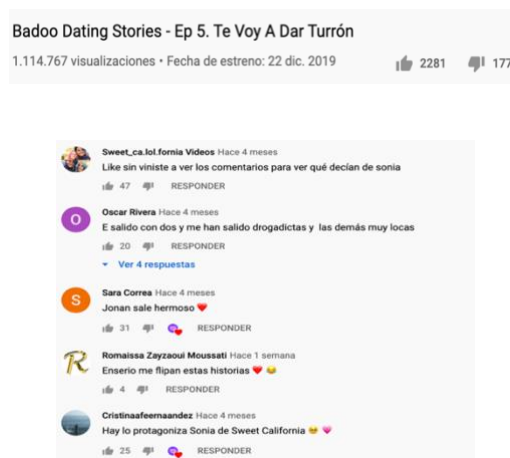 Badoo Dating Stories - Ep 5. Te Voy A Dar Turrón
1.114.767 visualizaciones • Fecha de estreno: 22 dic. 2019 2281 177
Sweet_ca.lol.fornia Videos Hace 4 meses
Like sin viniste a ver los comentarios para ver qué decían de sonia
47 RESPONDER
O
Oscar Rivera Hace 4 meses
E salido con dos y me han salido drogadictas y las demás muy locas
20 RESPONDER
Ver 4 respuestas
S
Sara Correa Hace 4 meses
Jonan sale hermoso ❤
31 RESPONDER
R
Romaissa Zayzaoui Moussati Hace 1 semana
Enserio me flipan estas historias ❤ 😂
4 RESPONDER
Cristinaafeernaandez Hace 4 meses
Hay lo protagoniza Sonia de Sweet California
25 RESPONDER